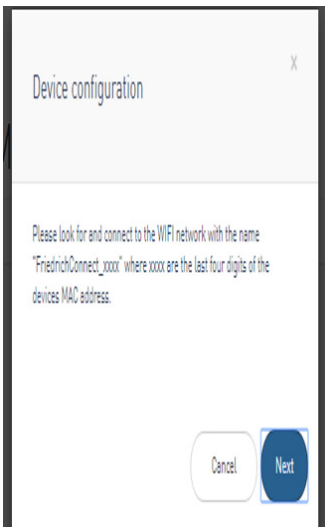 Device configuration
x
Please look for and connect to the WIFI network with the name
"FriedrichConnect_xxxx" where xxxx are the last four digits of the
devices MAC address.
Cancel
Next